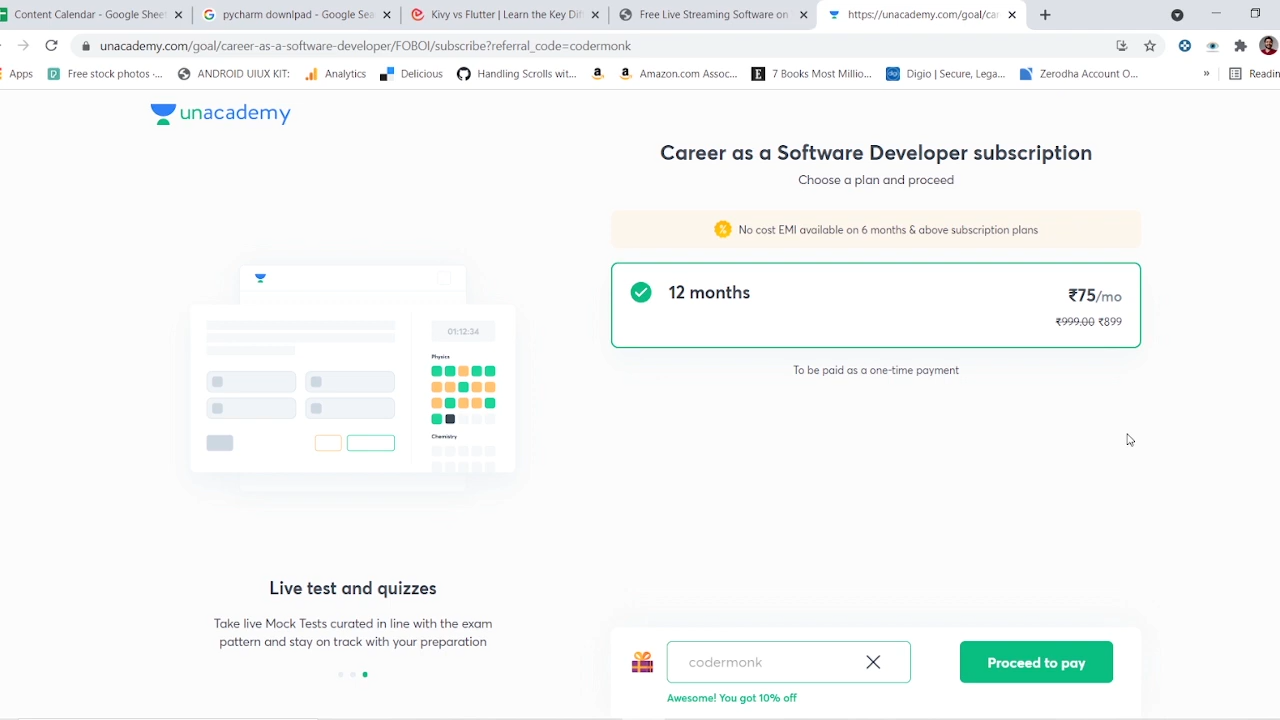 Content Calendar - Google Sheet
pycharm downlpad - Google Sea
Kivy vs Flutter | Learn the Key Dif
Free Live Streaming Software on
https://unacademy.com/goal/car
unacademy.com/goal/career-as-a-software-developer/FOBOI/subscribe?referral_code=codermonk
Apps
Free stock photos -...
ANDROID UIUX KIT:
Analytics
Delicious
Handling Scrolls wit...
Amazon.com Assoc...
7 Books Most Millio...
Digio | Secure, Lega...
Zerodha Account O...
»
Readin
unacademy
Career as a Software Developer subscription
Choose a plan and proceed
No cost EMI available on 6 months & above subscription plans
12 months
₹75/mo
₹999.00 ₹899
To be paid as a one-time payment
01:12:34
Physics
Chemistry
Live test and quizzes
Take live Mock Tests curated in line with the exam
pattern and stay on track with your preparation
codermonk
Proceed to pay
Awesome! You got 10% off